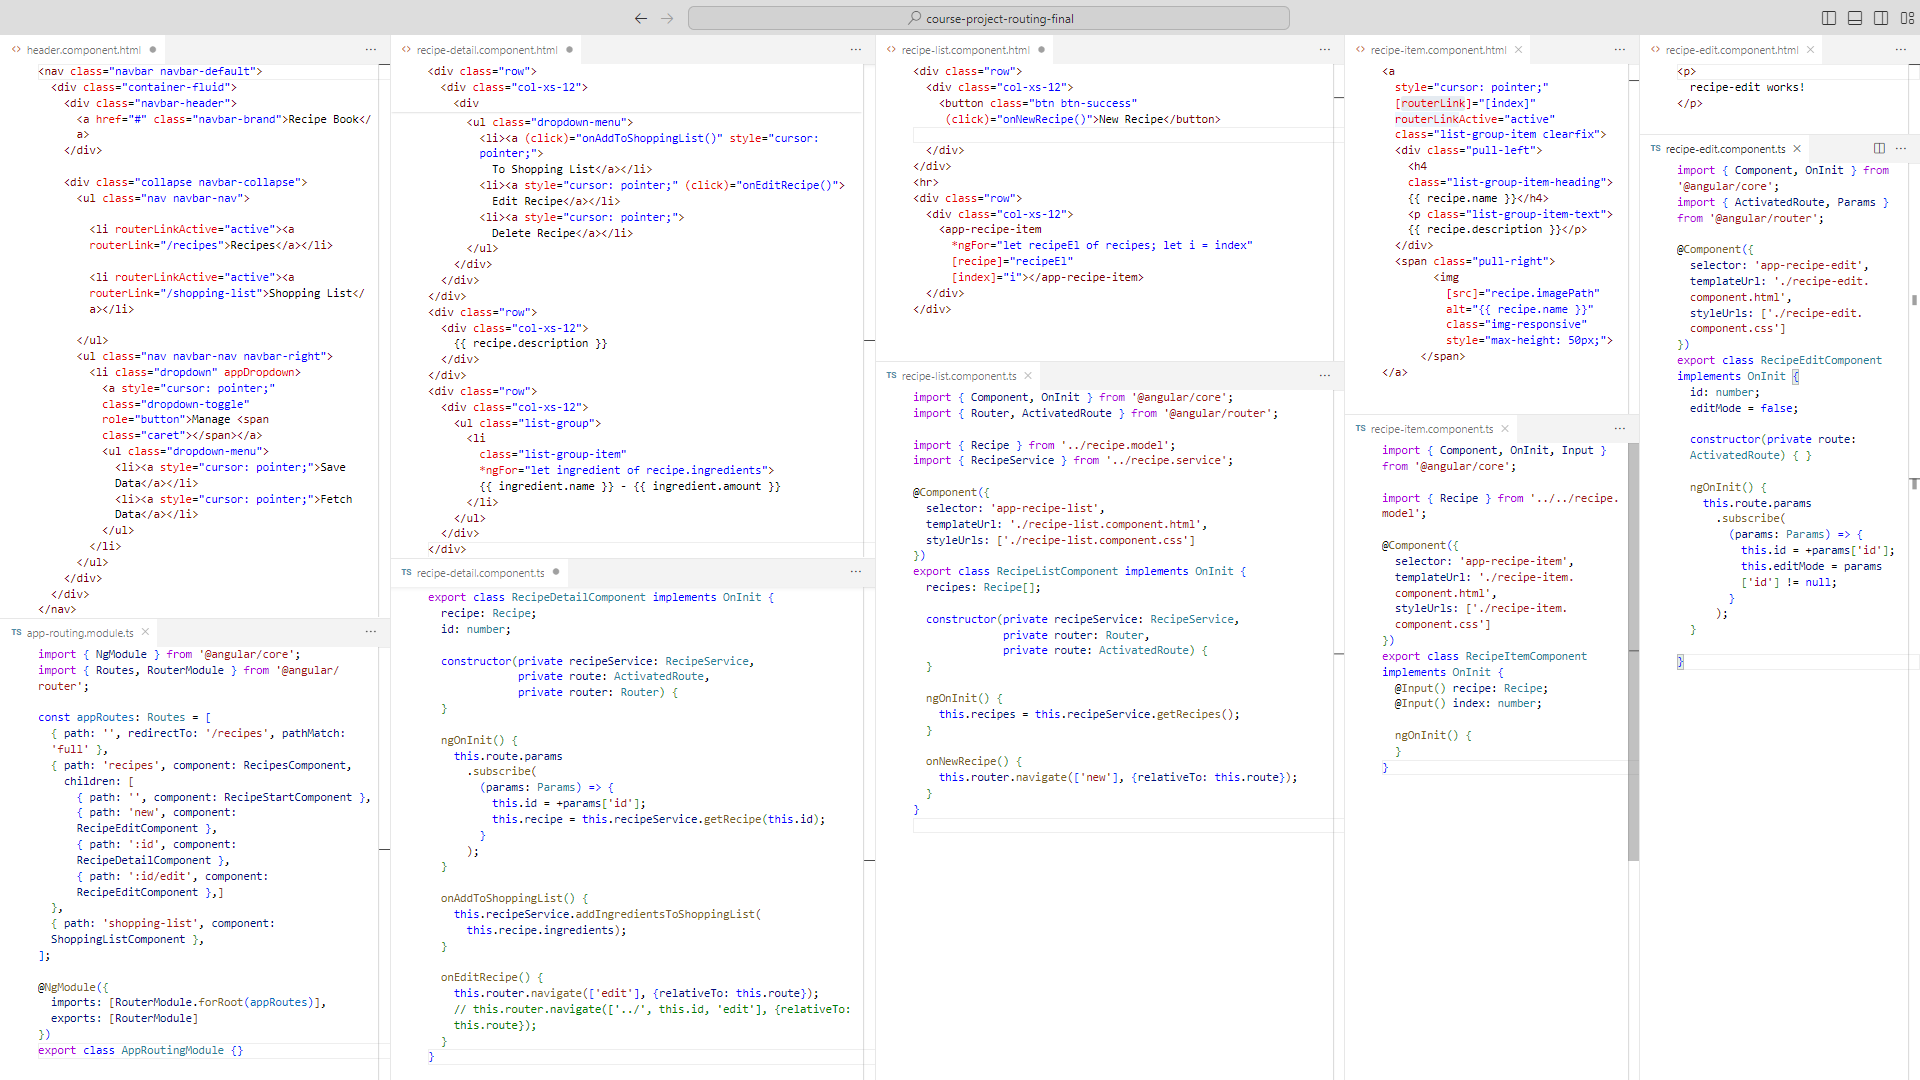 course-project-routing-final
header.component.html
<nav class="navbar navbar-default">
<div class="container-fluid">
<div class="navbar-header">
<a href="#" class="navbar-brand">Recipe Book</
a>
</div>
<div class="collapse navbar-collapse">
<ul class="nav navbar-nav">
<li routerLinkActive="active"><a
routerLink="/recipes">Recipes</a></li>
<li routerLinkActive="active"><a
routerLink="/shopping-list">Shopping List</
a></li>
</ul>
<ul class="nav navbar-nav navbar-right">
<li class="dropdown" appDropdown>
<a style="cursor: pointer;"
class="dropdown-toggle"
role="button">Manage <span
class="caret"></span></a>
<ul class="dropdown-menu">
<li><a style="cursor: pointer;">Save
Data</a></li>
<li><a style="cursor: pointer;">Fetch
Data</a></li>
</ul>
</li>
</ul>
</div>
</div>
</nav>
TS app-routing.module.ts
import { NgModule } from '@angular/core';
import { Routes, RouterModule } from '@angular/
router';
const appRoutes: Routes = [
{ path: '', redirectTo: '/recipes', pathMatch:
'full' },
{ path: 'recipes', component: RecipesComponent,
children: [
{ path: '', component: RecipeStartComponent },
{ path: 'new', component:
RecipeEditComponent },
{ path: ':id', component:
RecipeDetailComponent },
{ path: ':id/edit', component:
RecipeEditComponent },]
},
{ path: 'shopping-list', component:
ShoppingListComponent },
];
@NgModule({
imports: [RouterModule.forRoot(appRoutes)],
exports: [RouterModule]
})
export class AppRoutingModule {}
recipe-detail.component.html
<div class="row">
<div class="col-xs-12">
<div
<ul class="dropdown-menu">
<li><a (click)="onAddToShoppingList()" style="cursor:
pointer;">
To Shopping List</a></li>
<li><a style="cursor: pointer;" (click)="onEditRecipe()">
Edit Recipe</a></li>
<li><a style="cursor: pointer;">
Delete Recipe</a></li>
</ul>
</div>
</div>
</div>
<div class="row">
<div class="col-xs-12">
{{ recipe.description }}
</div>
</div>
<div class="row">
<div class="col-xs-12">
<ul class="list-group">
<li
class="list-group-item"
*ngFor="let ingredient of recipe.ingredients">
{{ ingredient.name }} - {{ ingredient.amount }}
</li>
</ul>
</div>
</div>
TS recipe-detail.component.ts
export class RecipeDetailComponent implements OnInit {
recipe: Recipe;
id: number;
constructor(private recipeService: RecipeService,
private route: ActivatedRoute,
private router: Router) {
}
ngOnInit() {
this.route.params
.subscribe(
(params: Params) => {
this.id = +params['id'];
this.recipe = this.recipeService.getRecipe(this.id);
}
);
}
onAddToShoppingList() {
this.recipeService.addIngredientsToShoppingList(
this.recipe.ingredients);
}
onEditRecipe() {
this.router.navigate(['edit'], {relativeTo: this.route});
// this.router.navigate(['../', this.id, 'edit'], {relativeTo:
this.route});
}
}
recipe-list.component.html
<div class="row">
<div class="col-xs-12">
<button class="btn btn-success"
(click)="onNewRecipe()">New Recipe</button>
</div>
</div>
<hr>
<div class="row">
<div class="col-xs-12">
<app-recipe-item
*ngFor="let recipeEl of recipes; let i = index"
[recipe]="recipeEl"
[index]="i"></app-recipe-item>
</div>
</div>
TS recipe-list.component.ts
import { Component, OnInit } from '@angular/core';
import { Router, ActivatedRoute } from '@angular/router';
import { Recipe } from '../recipe.model';
import { RecipeService } from '../recipe.service';
@Component({
selector: 'app-recipe-list',
templateUrl: './recipe-list.component.html',
styleUrls: ['./recipe-list.component.css']
})
export class RecipeListComponent implements OnInit {
recipes: Recipe[];
constructor(private recipeService: RecipeService,
private router: Router,
private route: ActivatedRoute) {
}
ngOnInit() {
this.recipes = this.recipeService.getRecipes();
}
onNewRecipe() {
this.router.navigate(['new'], {relativeTo: this.route});
}
}
recipe-item.component.html
<a
style="cursor: pointer;"
[routerLink]="[index]"
routerLinkActive="active"
class="list-group-item clearfix">
<div class="pull-left">
<h4
class="list-group-item-heading">
{{ recipe.name }}</h4>
<p class="list-group-item-text">
{{ recipe.description }}</p>
</div>
<span class="pull-right">
<img
[src]="recipe.imagePath"
alt="{{ recipe.name }}"
class="img-responsive"
style="max-height: 50px;">
</span>
</a>
TS recipe-item.component.ts
import { Component, OnInit, Input }
from '@angular/core';
import { Recipe } from '../../recipe.
model';
@Component({
selector: 'app-recipe-item',
templateUrl: './recipe-item.
component.html',
styleUrls: ['./recipe-item.
component.css']
})
export class RecipeItemComponent
implements OnInit {
@Input() recipe: Recipe;
@Input() index: number;
ngOnInit() {
}
}
recipe-edit.component.html
<p>
recipe-edit works!
</p>
TS recipe-edit.component.ts
import { Component, OnInit } from
'@angular/core';
import { ActivatedRoute, Params }
from '@angular/router';
@Component({
selector: 'app-recipe-edit',
templateUrl: './recipe-edit.
component.html',
styleUrls: ['./recipe-edit.
component.css']
})
export class RecipeEditComponent
implements OnInit {
id: number;
editMode = false;
constructor(private route:
ActivatedRoute) { }
ngOnInit() {
this.route.params
.subscribe(
(params: Params) => {
this.id = +params['id'];
this.editMode = params
['id'] != null;
}
);
}
}